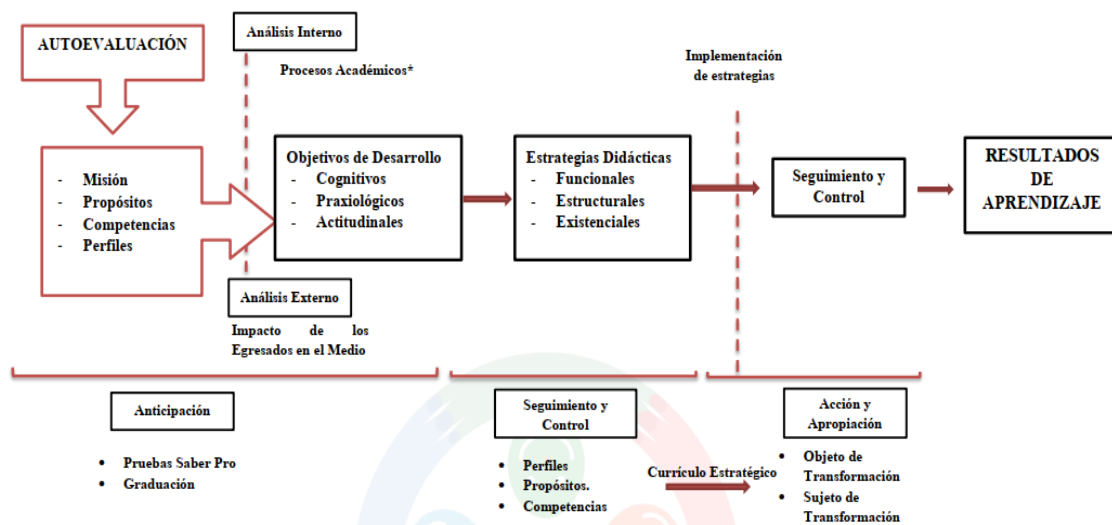 AUTOEVALUACIÓN
Análisis Interno
Procesos Académicos*
Implementación
de estrategias
- Misión
- Propósitos
- Competencias
- Perfiles
Objetivos de Desarrollo
- Cognitivos
- Praxiológicos
- Actitudinales
Estrategias Didácticas
- Funcionales
- Estructurales
- Existenciales
Seguimiento y
Control
RESULTADOS
DE
APRENDIZAJE
Análisis Externo
Impacto de los
Egresados en el Medio
Anticipación
• Pruebas Saber Pro
• Graduación
Seguimiento y
Control
• Perfiles
• Propósitos.
• Competencias
Currículo Estratégico
Acción y
Apropiación
• Objeto de
Transformación
• Sujeto de
Transformación